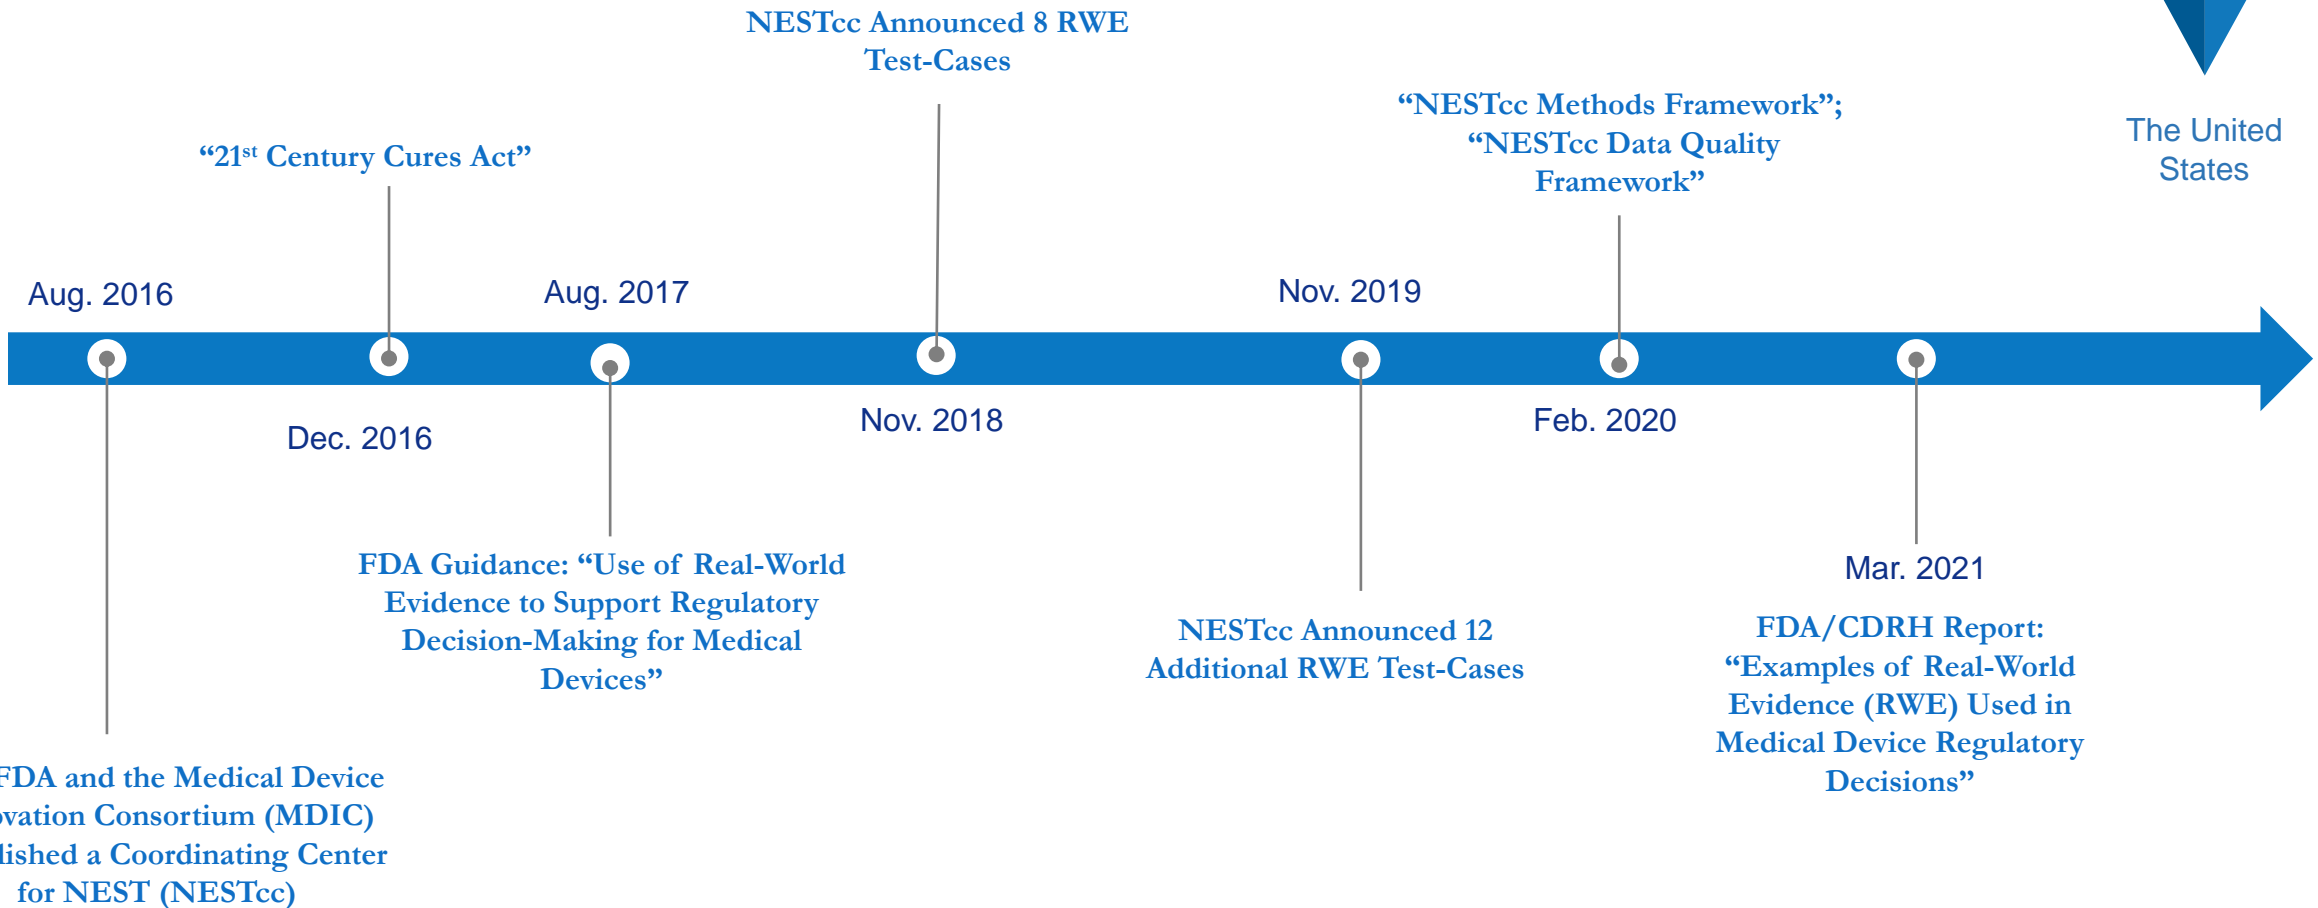 NESTcc Announced 8 RWE
Test-Cases
“NESTcc Methods Framework”;
“NESTcc Data Quality
Framework”
The United
States
“21st Century Cures Act”
Aug. 2016
Aug. 2017
Nov. 2019
Dec. 2016
Nov. 2018
Feb. 2020
FDA Guidance: “Use of Real-World
Evidence to Support Regulatory
Decision-Making for Medical
Devices”
NESTcc Announced 12
Additional RWE Test-Cases
Mar. 2021
FDA/CDRH Report:
“Examples of Real-World
Evidence (RWE) Used in
Medical Device Regulatory
Decisions”
FDA and the Medical Device
ovation Consortium (MDIC)
lished a Coordinating Center
for NEST (NESTcc)